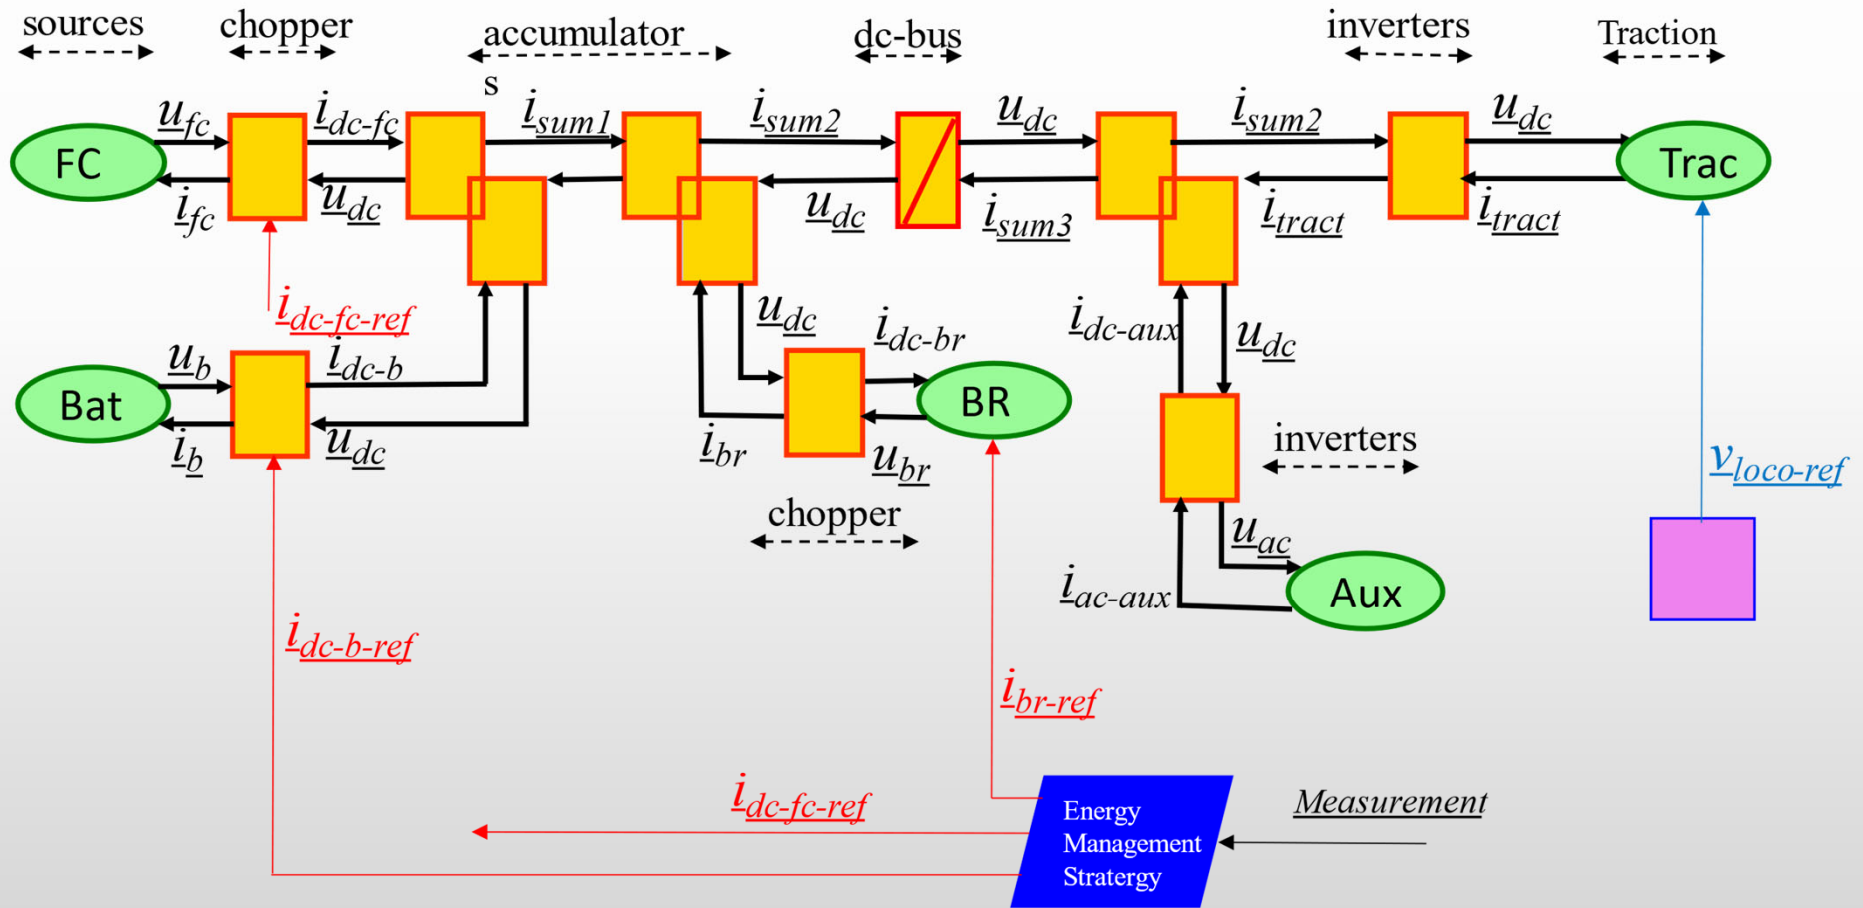 sources
chopper
accumulator
s
dc-bus
inverters
Traction
u_fc
i_dc-fc
i_sum1
i_sum2
u_dc
i_sum2
u_dc
FC
Trac
i_fc
u_dc
u_dc
i_sum3
i_tract
i_tract
i_dc-fc-ref
u_dc
i_dc-br
i_dc-aux
u_dc
u_b
i_dc-b
Bat
BR
i_b
u_dc
i_br
u_br
inverters
v_loco-ref
chopper
u_ac
i_ac-aux
Aux
i_dc-b-ref
i_br-ref
i_dc-fc-ref
Energy
Management
Stratergy
Measurement